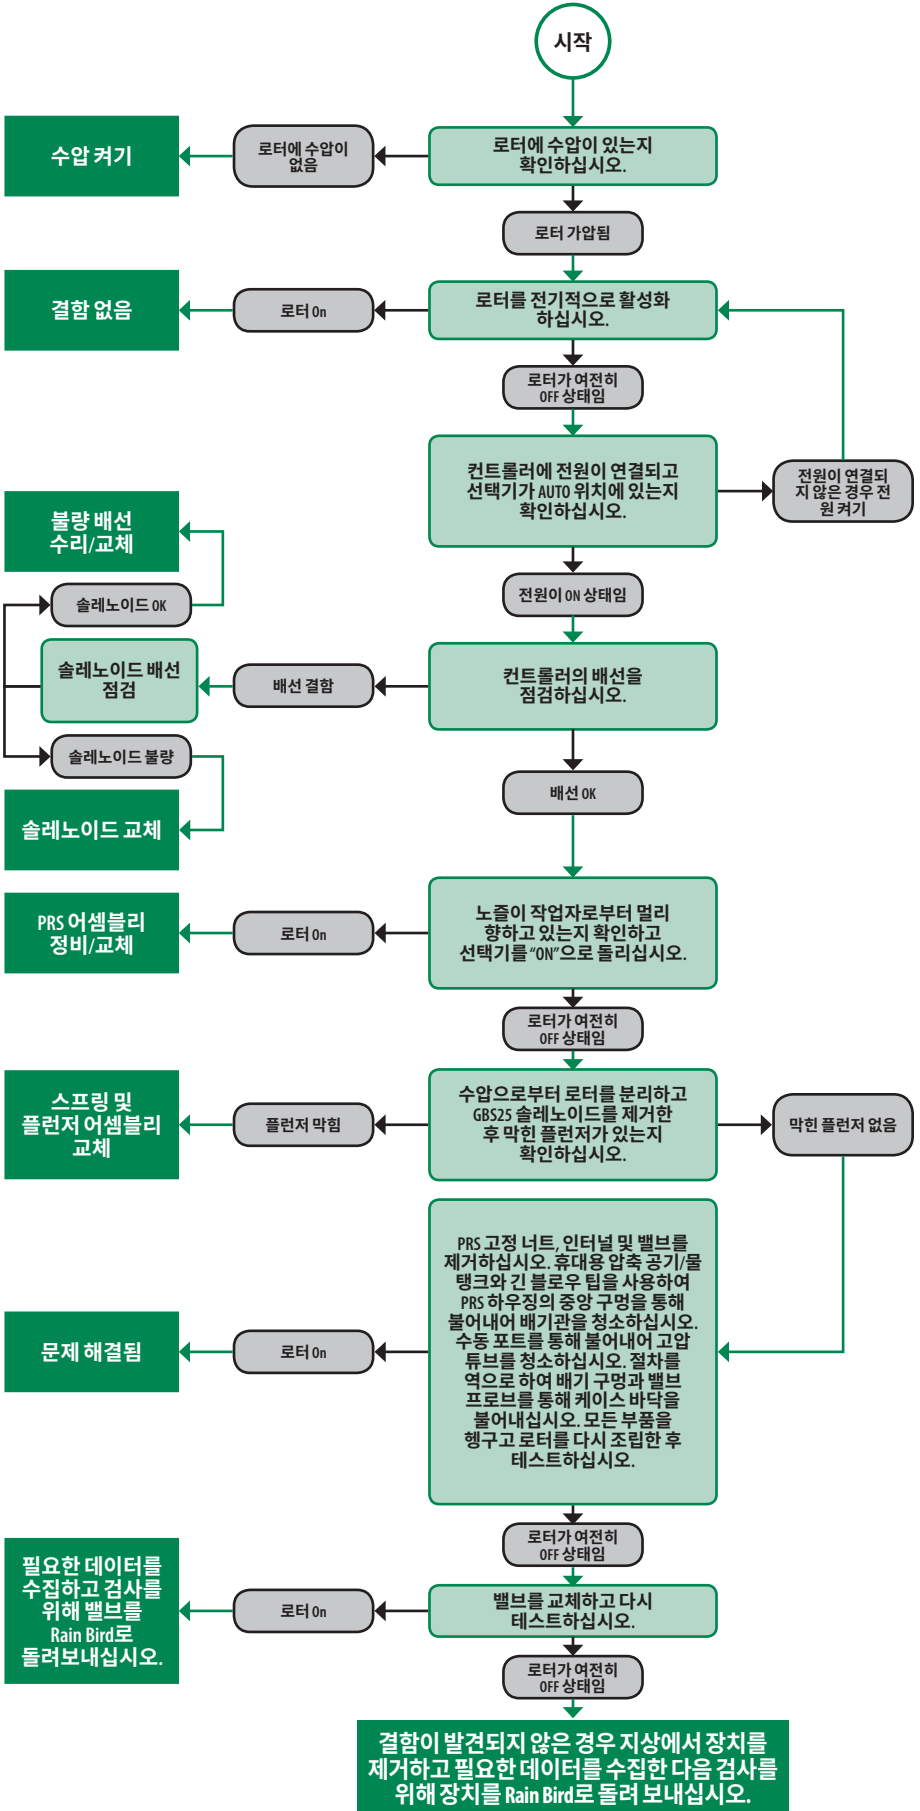 시작
로터에 수압이 있는지
확인하십시오.
로터에 수압이
없음
수압 켜기
로터 가압됨
로터를 전기적으로 활성화
하십시오.
로터 On
결함 없음
로터가 여전히
OFF 상태임
컨트롤러에 전원이 연결되고
선택기가 AUTO 위치에 있는지
확인하십시오.
전원이 연결되
지 않은 경우 전
원 켜기
전원이 ON 상태임
컨트롤러의 배선을
점검하십시오.
배선 결함
솔레노이드 배선
점검
솔레노이드 OK
불량 배선
수리/교체
솔레노이드 불량
솔레노이드 교체
배선 OK
노즐이 작업자로부터 멀리
향하고 있는지 확인하고
선택기를 “ON”으로 돌리십시오.
로터 On
PRS 어셈블리
정비/교체
로터가 여전히
OFF 상태임
수압으로부터 로터를 분리하고
GBS25 솔레노이드를 제거한
후 막힌 플런저가 있는지
확인하십시오.
플런저 막힘
스프링 및
플런저 어셈블리
교체
막힌 플런저 없음
PRS 고정 너트, 인터널 및 밸브를
제거하십시오. 휴대용 압축 공기/물
탱크와 긴 블로우 팁을 사용하여
PRS 하우징의 중앙 구멍을 통해
불어내어 배기관을 청소하십시오.
수동 포트를 통해 불어내어 고압
튜브를 청소하십시오. 절차를
역으로 하여 배기 구멍과 밸브
프로브를 통해 케이스 바닥을
불어내십시오. 모든 부품을
헹구고 로터를 다시 조립한 후
테스트하십시오.
로터 On
문제 해결됨
로터가 여전히
OFF 상태임
밸브를 교체하고 다시
테스트하십시오.
로터 On
필요한 데이터를
수집하고 검사를
위해 밸브를
Rain Bird로
돌려보내십시오.
로터가 여전히
OFF 상태임
결함이 발견되지 않은 경우 지상에서 장치를
제거하고 필요한 데이터를 수집한 다음 검사를
위해 장치를 Rain Bird로 돌려 보내십시오.